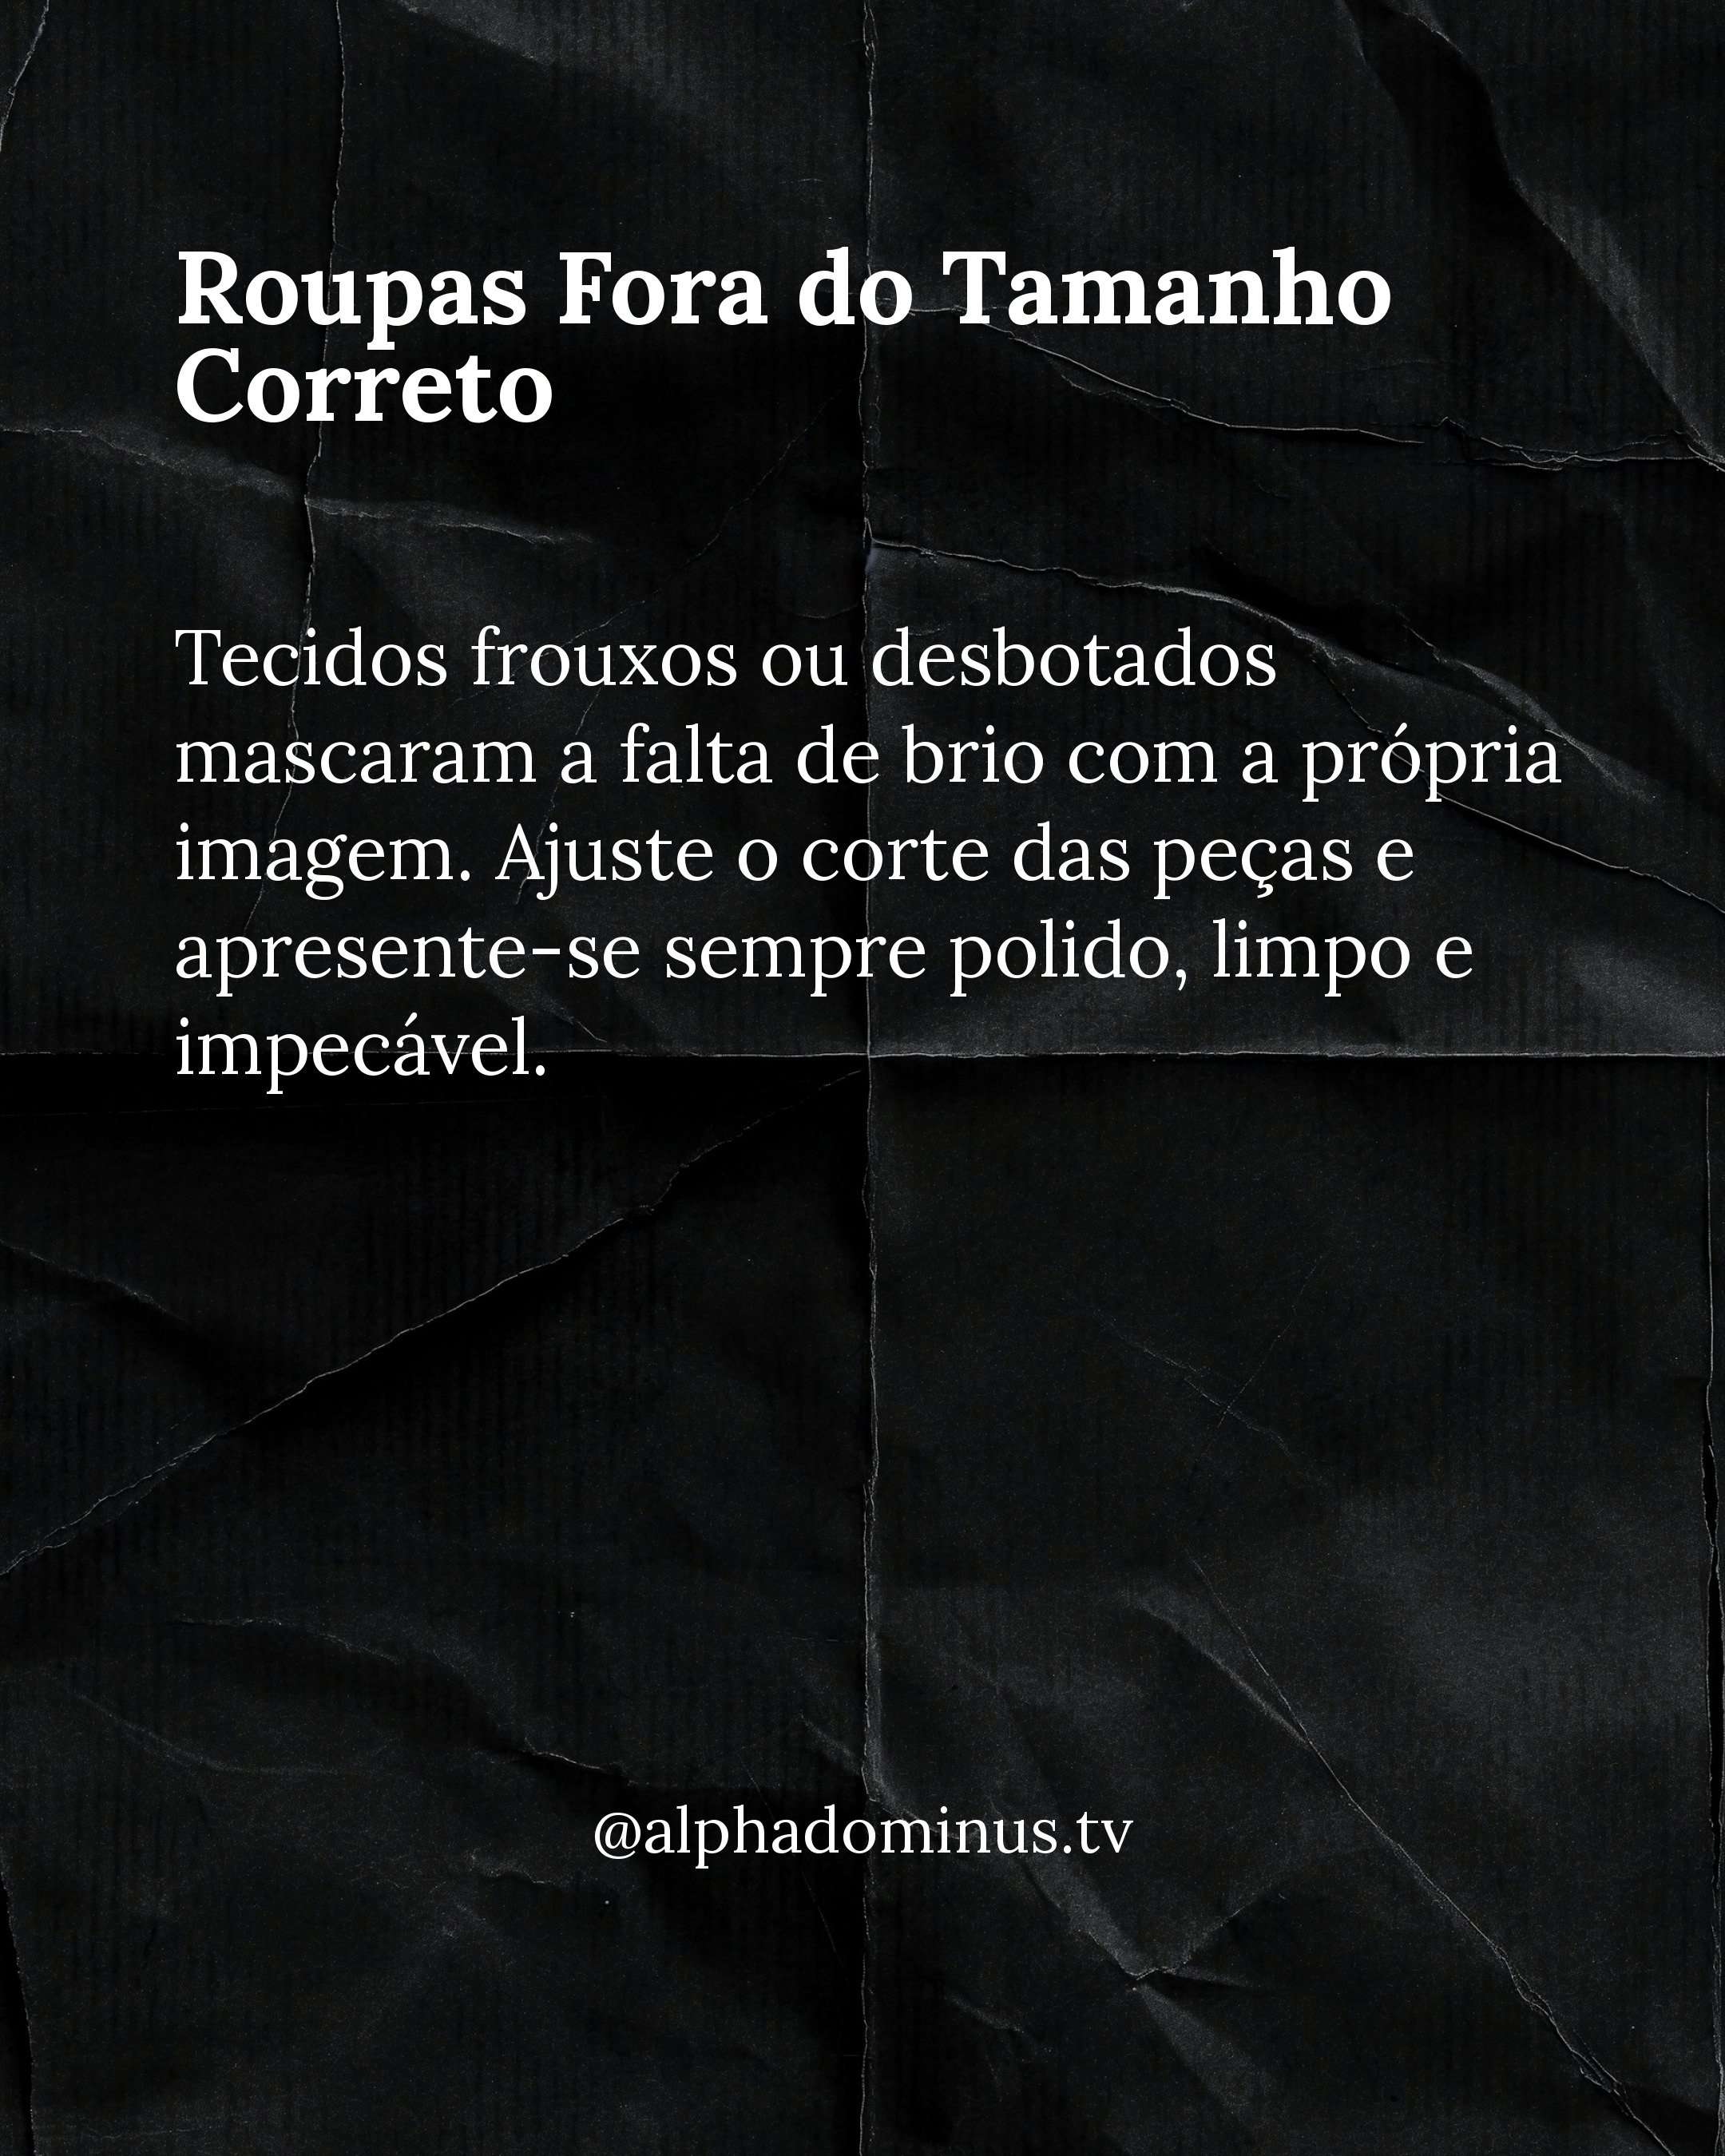 Roupas Fora do Tamanho
Correto
Tecidos frouxos ou desbotados
mascaram a falta de brio com a própria
imagem. Ajuste o corte das peças e
apresente-se sempre polido, limpo e
impecável.
@alphadominus.tv